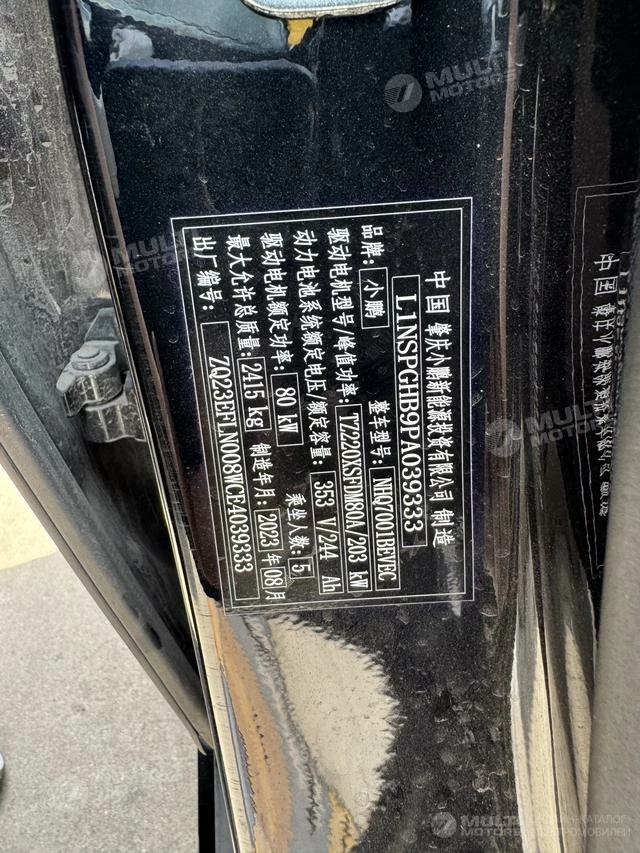 中国 肇庆小鹏新能源投资有限公司 制造
L1NSPGHB9PA039333
品牌: 小鹏 整车型号: NHQ7001BEVEC
驱动电机型号/峰值功率: TZ220XSFDM80A/203 kW
动力电池系统额定电压/额定容量: 353 V/244 Ah
驱动电机额定功率: 80 kW 乘坐人数: 5
最大允许总质量: 2415 kg 制造年月: 2023 年 08 月
出厂编号: ZQ23EFLN008WCE4039333
MULTI MOTORS
MULTI MOTORS
MULTI MOTORS
MULTI MOTORS
ОНЛАЙН-КАТАЛОГ ЭЛЕКТРОМОБИЛЕЙ